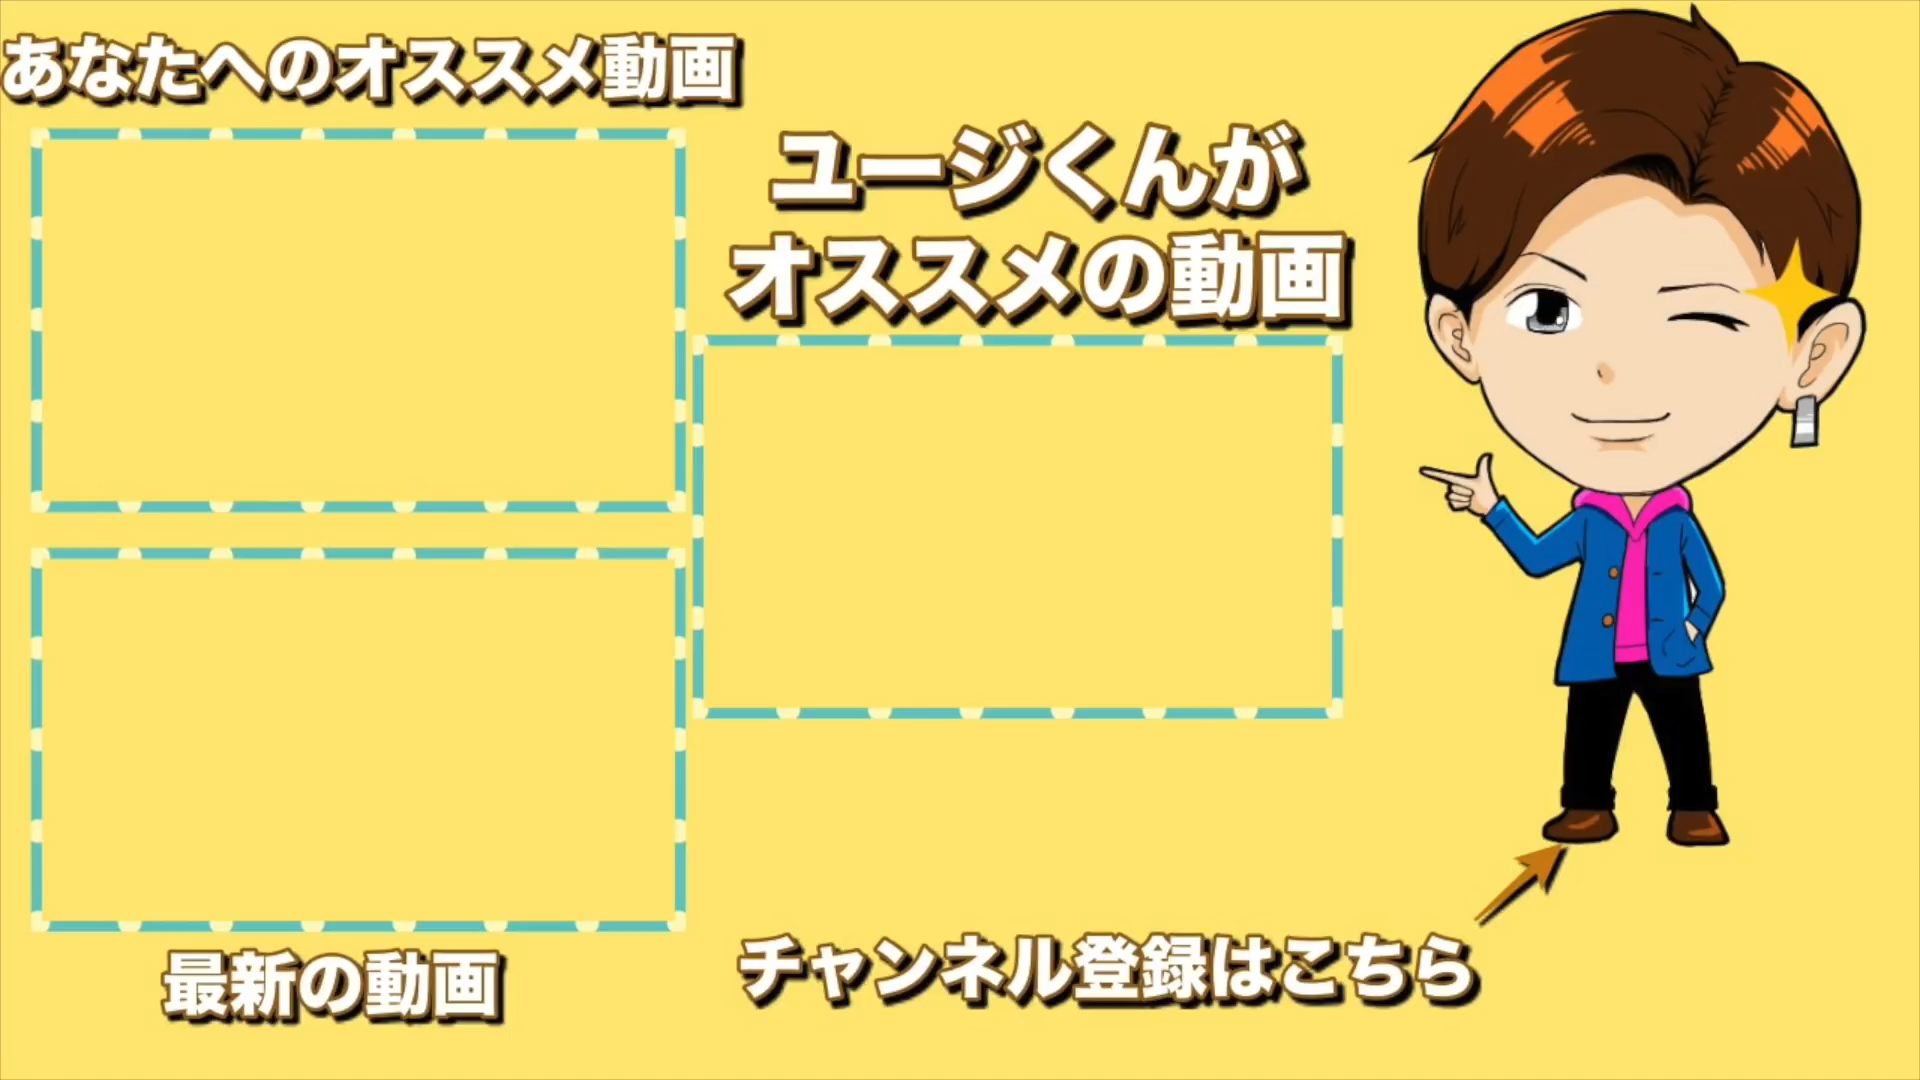 あなたへのオススメ動画
ユージくんが
オススメの動画
最新の動画
チャンネル登録はこちら